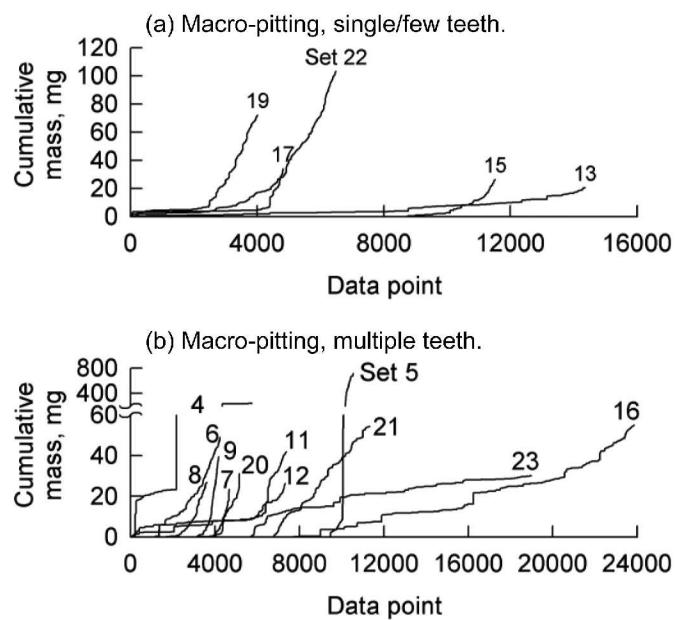 (a) Macro-pitting, single/few teeth.
120
100
80
60
40
20
0
Cumulative
mass, mg
Set 22
19
17
15
13
0 4000 8000 12000 16000
Data point
(b) Macro-pitting, multiple teeth.
800
400
60
40
20
0
Cumulative
mass, mg
Set 5
4
6
9
8
7
20
11
12
21
23
16
0 4000 8000 12000 16000 20000 24000
Data point